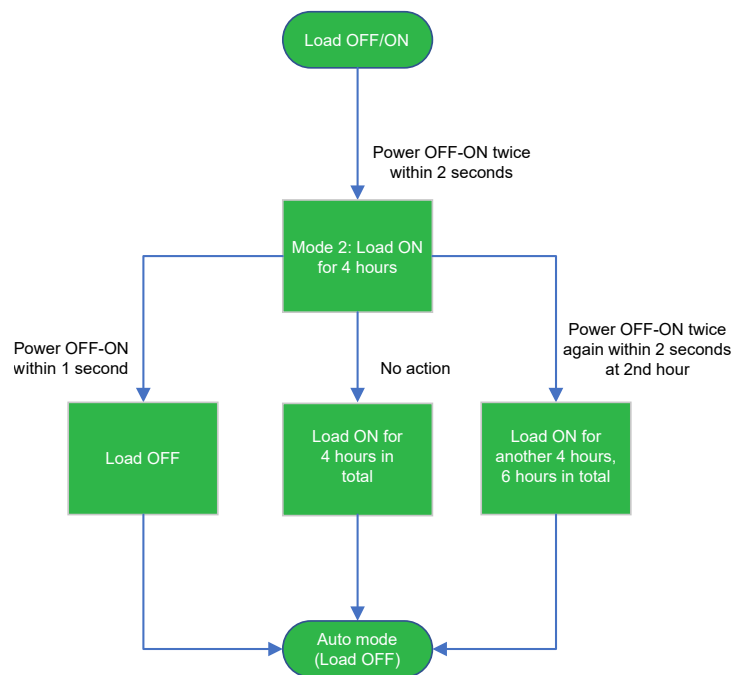 Load OFF/ON
Power OFF-ON twice
within 2 seconds
Mode 2: Load ON
for 4 hours
Power OFF-ON
within 1 second
No action
Power OFF-ON twice
again within 2 seconds
at 2nd hour
Load OFF
Load ON for
4 hours in
total
Load ON for
another 4 hours,
6 hours in total
Auto mode
(Load OFF)